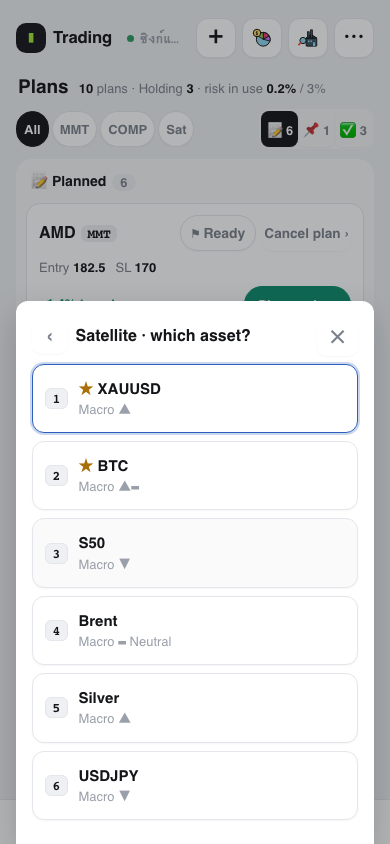 Trading
ซิงก์แ...
Plans 10 plans · Holding 3 · risk in use 0.2% / 3%
All MMT COMP Sat 6 1 3
Planned 6
AMD MMT Ready Cancel plan ›
Entry 182.5 SL 170
Satellite · which asset?
1 ★ XAUUSD
Macro ▲
2 ★ BTC
Macro ▲▬
3 S50
Macro ▼
4 Brent
Macro ▬ Neutral
5 Silver
Macro ▲
6 USDJPY
Macro ▼